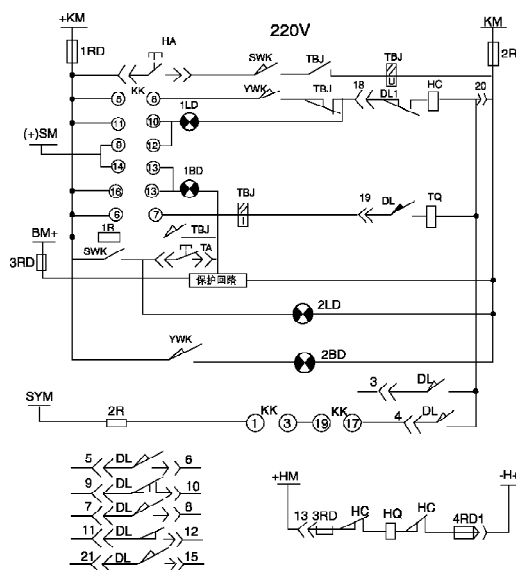 +KM
KM
1RD
HA
220V
2R
SWK
TBJ
TBJ
U
KK
5
8
YWK
TBJ
18
DL1
HC
20
1LD
11
10
(+)SM
8
12
14
13
1BD
16
13
TBJ
6
7
I
19
DL
TQ
1R
TBJ
BM+
SWK
TA
3RD
保护回路
2LD
YWK
2BD
3
DL
SYM
2R
KK
KK
1
3
19
17
4
DL
5
DL
6
9
DL
10
7
DL
8
11
DL
12
21
DL
15
+HM
-H+
13
3RD
HC
HQ
HC
4RD1